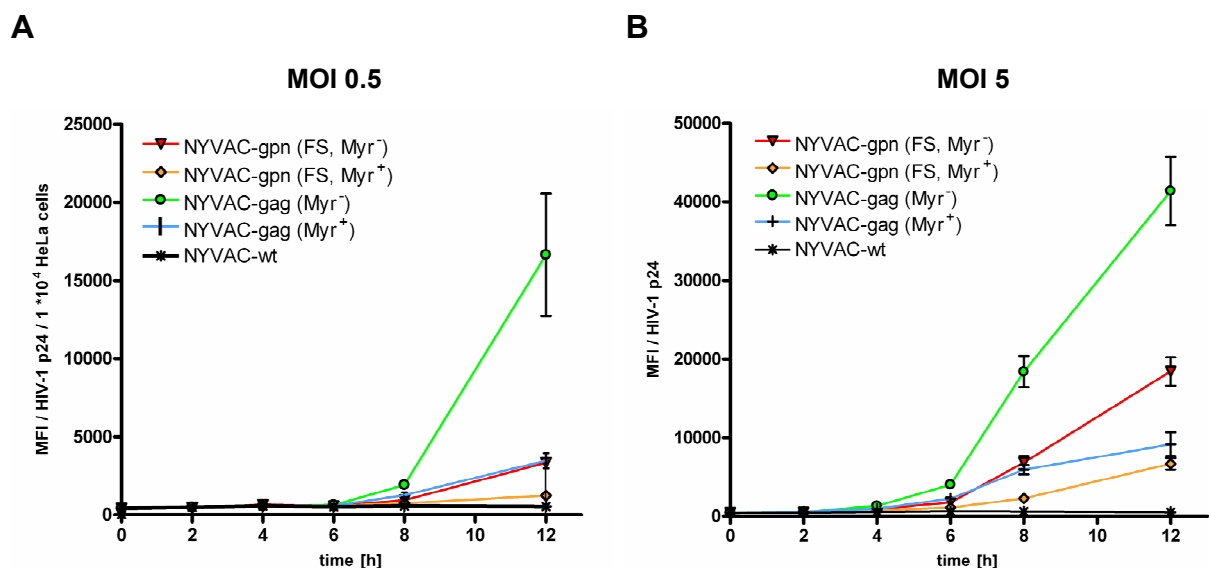 A
MOI 0.5
MFI / HIV-1 p24 / 1 *10⁴ HeLa cells
25000
20000
15000
10000
5000
0
NYVAC-gpn (FS, Myr⁻)
NYVAC-gpn (FS, Myr⁺)
NYVAC-gag (Myr⁻)
NYVAC-gag (Myr⁺)
NYVAC-wt
0 2 4 6 8 10 12
time [h]
B
MOI 5
MFI / HIV-1 p24
50000
40000
30000
20000
10000
0
NYVAC-gpn (FS, Myr⁻)
NYVAC-gpn (FS, Myr⁺)
NYVAC-gag (Myr⁻)
NYVAC-gag (Myr⁺)
NYVAC-wt
0 2 4 6 8 10 12
time [h]